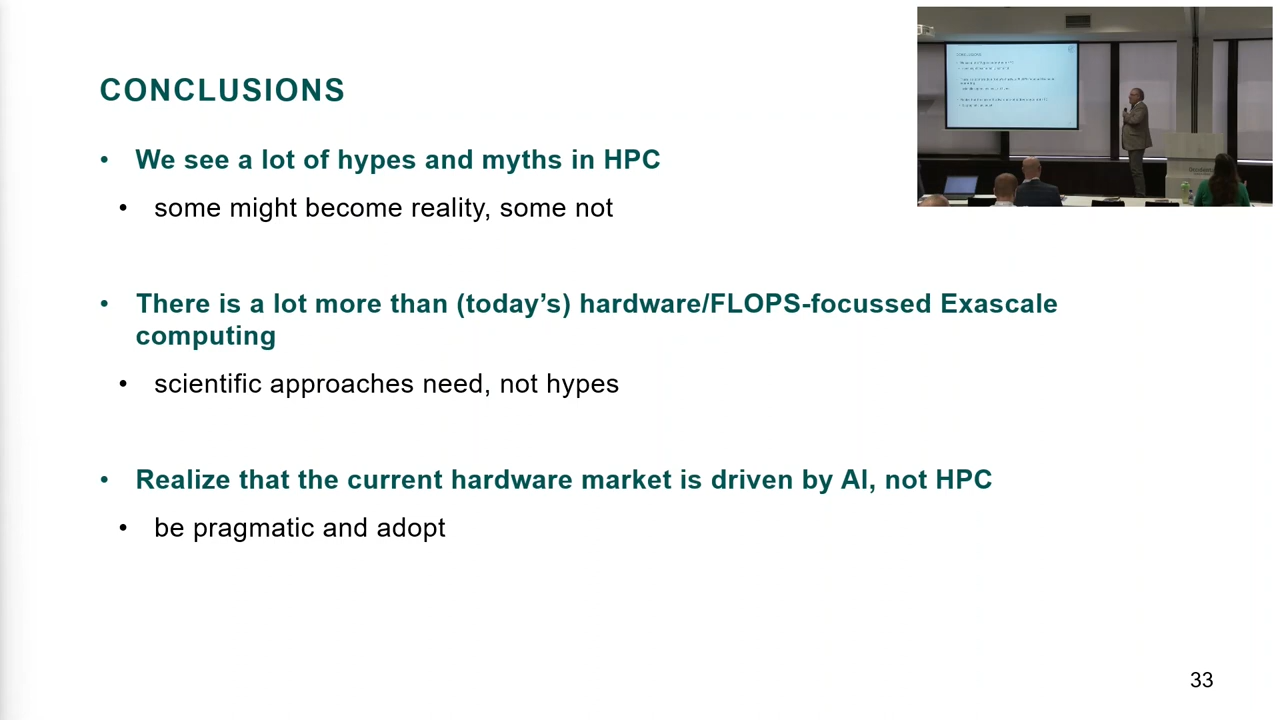 CONCLUSIONS
• We see a lot of hypes and myths in HPC
• some might become reality, some not
• There is a lot more than (today’s) hardware/FLOPS-focussed Exascale
computing
• scientific approaches need, not hypes
• Realize that the current hardware market is driven by AI, not HPC
• be pragmatic and adopt
33